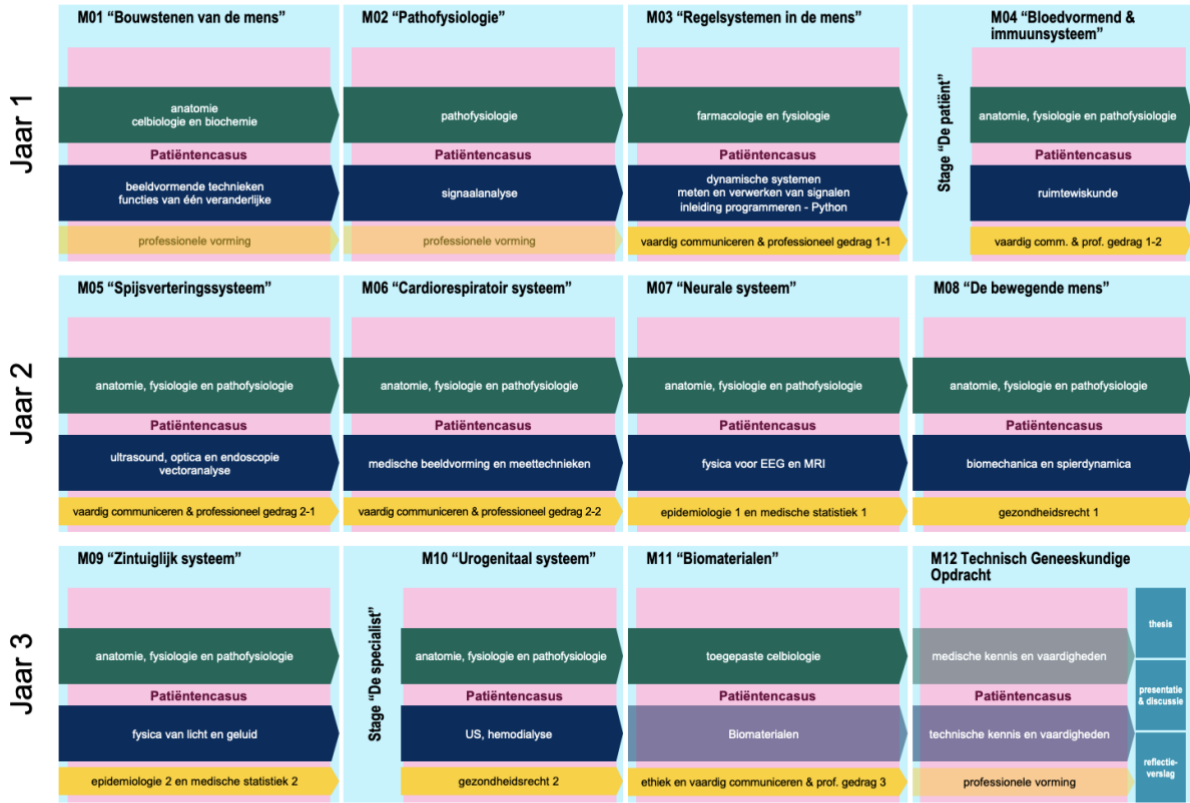 Jaar 1
M01 “Bouwstenen van de mens”
anatomie
celbiologie en biochemie
Patiëntencasus
beeldvormende technieken
functies van één veranderlijke
professionele vorming
M02 “Pathofysiologie”
pathofysiologie
Patiëntencasus
signaalanalyse
professionele vorming
M03 “Regelsystemen in de mens”
farmacologie en fysiologie
Patiëntencasus
dynamische systemen
meten en verwerken van signalen
inleiding programmeren - Python
vaardig communiceren & professioneel gedrag 1-1
Stage “De patiënt”
M04 “Bloedvormend &
immuunsysteem”
anatomie, fysiologie en pathofysiologie
Patiëntencasus
ruimtewiskunde
vaardig comm. & prof. gedrag 1-2
Jaar 2
M05 “Spijsverteringssysteem”
anatomie, fysiologie en pathofysiologie
Patiëntencasus
ultrasound, optica en endoscopie
vectoranalyse
vaardig communiceren & professioneel gedrag 2-1
M06 “Cardiorespiratoir systeem”
anatomie, fysiologie en pathofysiologie
Patiëntencasus
medische beeldvorming en meettechnieken
vaardig communiceren & professioneel gedrag 2-2
M07 “Neurale systeem”
anatomie, fysiologie en pathofysiologie
Patiëntencasus
fysica voor EEG en MRI
epidemiologie 1 en medische statistiek 1
M08 “De bewegende mens”
anatomie, fysiologie en pathofysiologie
Patiëntencasus
biomechanica en spierdynamica
gezondheidsrecht 1
Jaar 3
M09 “Zintuiglijk systeem”
anatomie, fysiologie en pathofysiologie
Patiëntencasus
fysica van licht en geluid
epidemiologie 2 en medische statistiek 2
Stage “De specialist”
M10 “Urogenitaal systeem”
anatomie, fysiologie en pathofysiologie
Patiëntencasus
US, hemodialyse
gezondheidsrecht 2
M11 “Biomaterialen”
toegepaste celbiologie
Patiëntencasus
Biomaterialen
ethiek en vaardig communiceren & prof. gedrag 3
M12 Technisch Geneeskundige
Opdracht
medische kennis en vaardigheden
Patiëntencasus
technische kennis en vaardigheden
professionele vorming
thesis
presentatie
& discussie
reflectie-
verslag